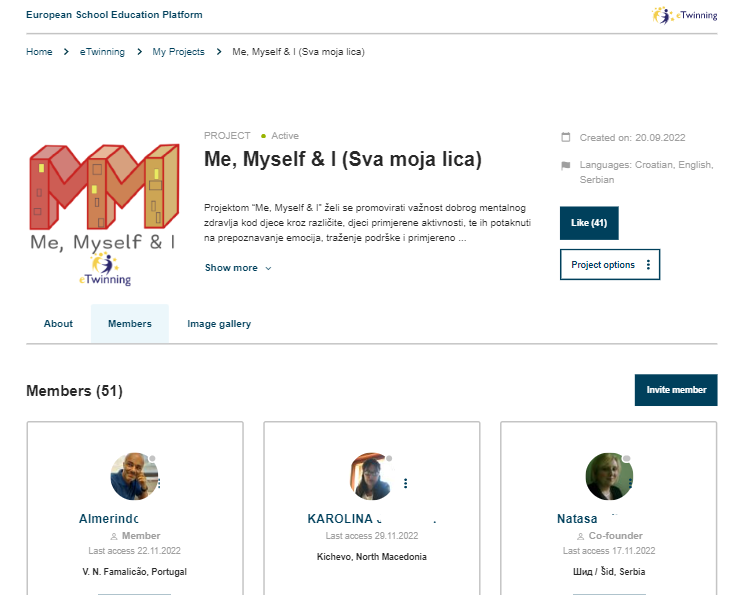 European School Education Platform
eTwinning
Home > eTwinning > My Projects > Me, Myself & I (Sva moja lica)
PROJECT Active
Me, Myself & I (Sva moja lica)
Projektom "Me, Myself & I" želi se promovirati važnost dobrog mentalnog
zdravlja kod djece kroz različite, djeci primjerene aktivnosti, te ih potaknuti
na prepoznavanje emocija, traženje podrške i primjereno ...
Show more
Me, Myself & I
eTwinning
Created on: 20.09.2022
Languages: Croatian, English,
Serbian
Like (41)
Project options
About Members Image gallery
Members (51)
Invite member
Almerindo
Member
Last access 22.11.2022
V. N. Famalicão, Portugal
KAROLINA
Last access 29.11.2022
Kichevo, North Macedonia
Natasa
Co-founder
Last access 17.11.2022
Шид / Šid, Serbia